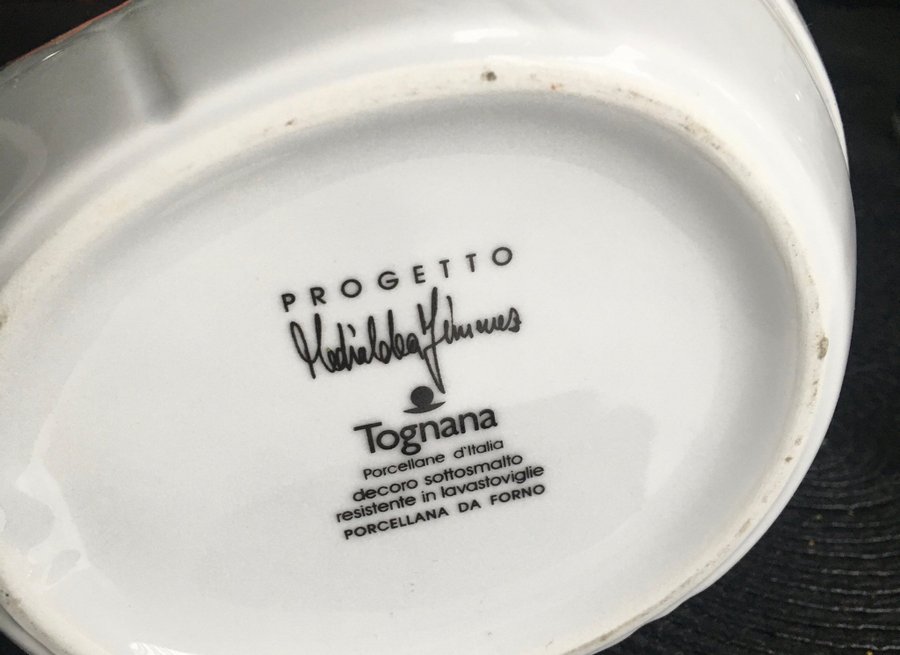 PROGETTO
Tognana
Porcellane d'Italia
decoro sottosmalto
resistente in lavastoviglie
PORCELLANA DA FORNO